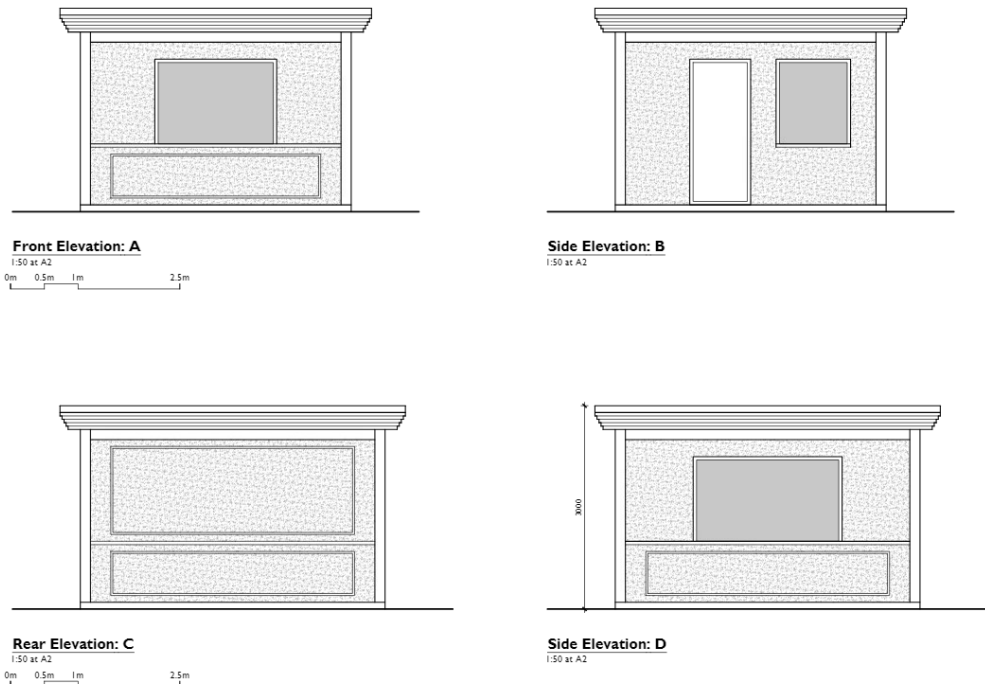 Front Elevation: A
1:50 at A2
0m 0.5m 1m 2.5m
Side Elevation: B
1:50 at A2
3000
Rear Elevation: C
1:50 at A2
0m 0.5m 1m 2.5m
Side Elevation: D
1:50 at A2